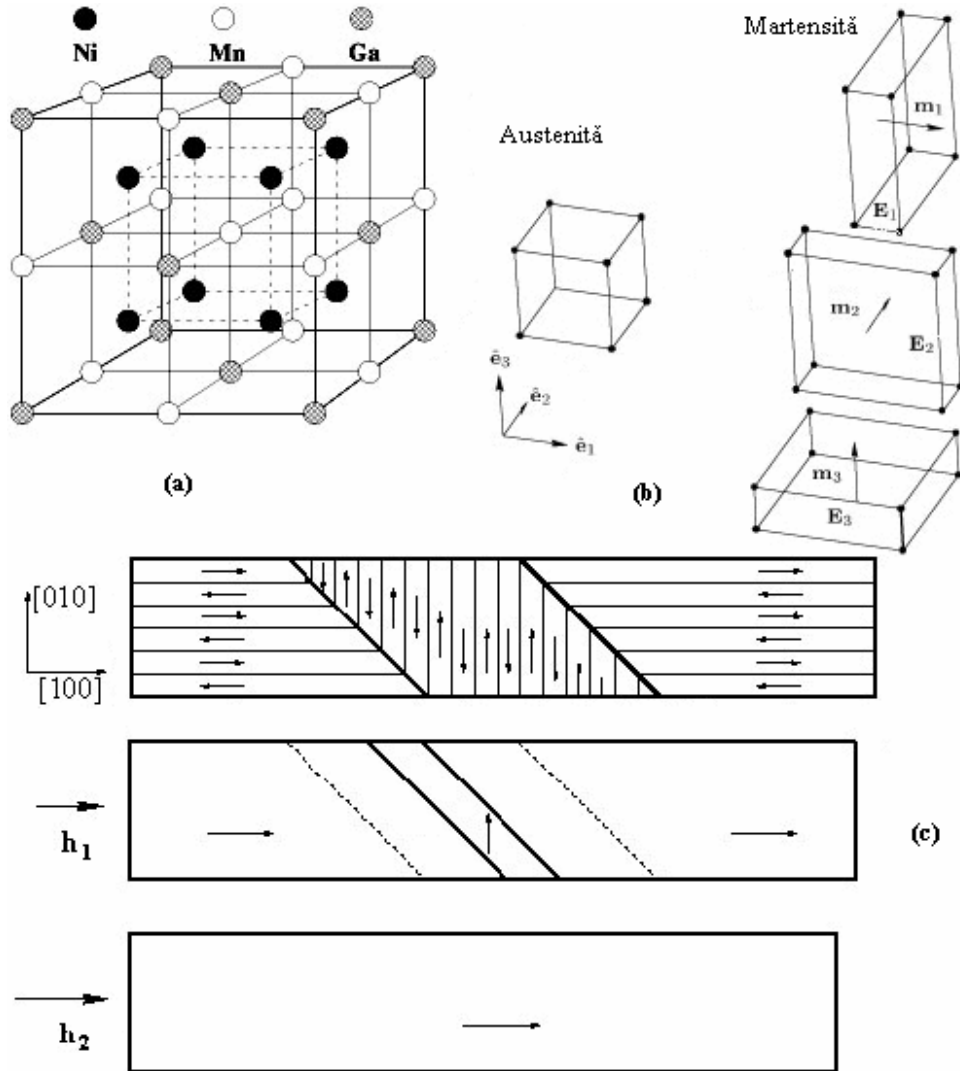 Ni Mn Ga
(a)
Austenită
ê₃
ê₂
ê₁
(b)
Martensită
m₁
E₁
m₂
E₂
m₃
E₃
[010]
[100]
h₁
(c)
h₂